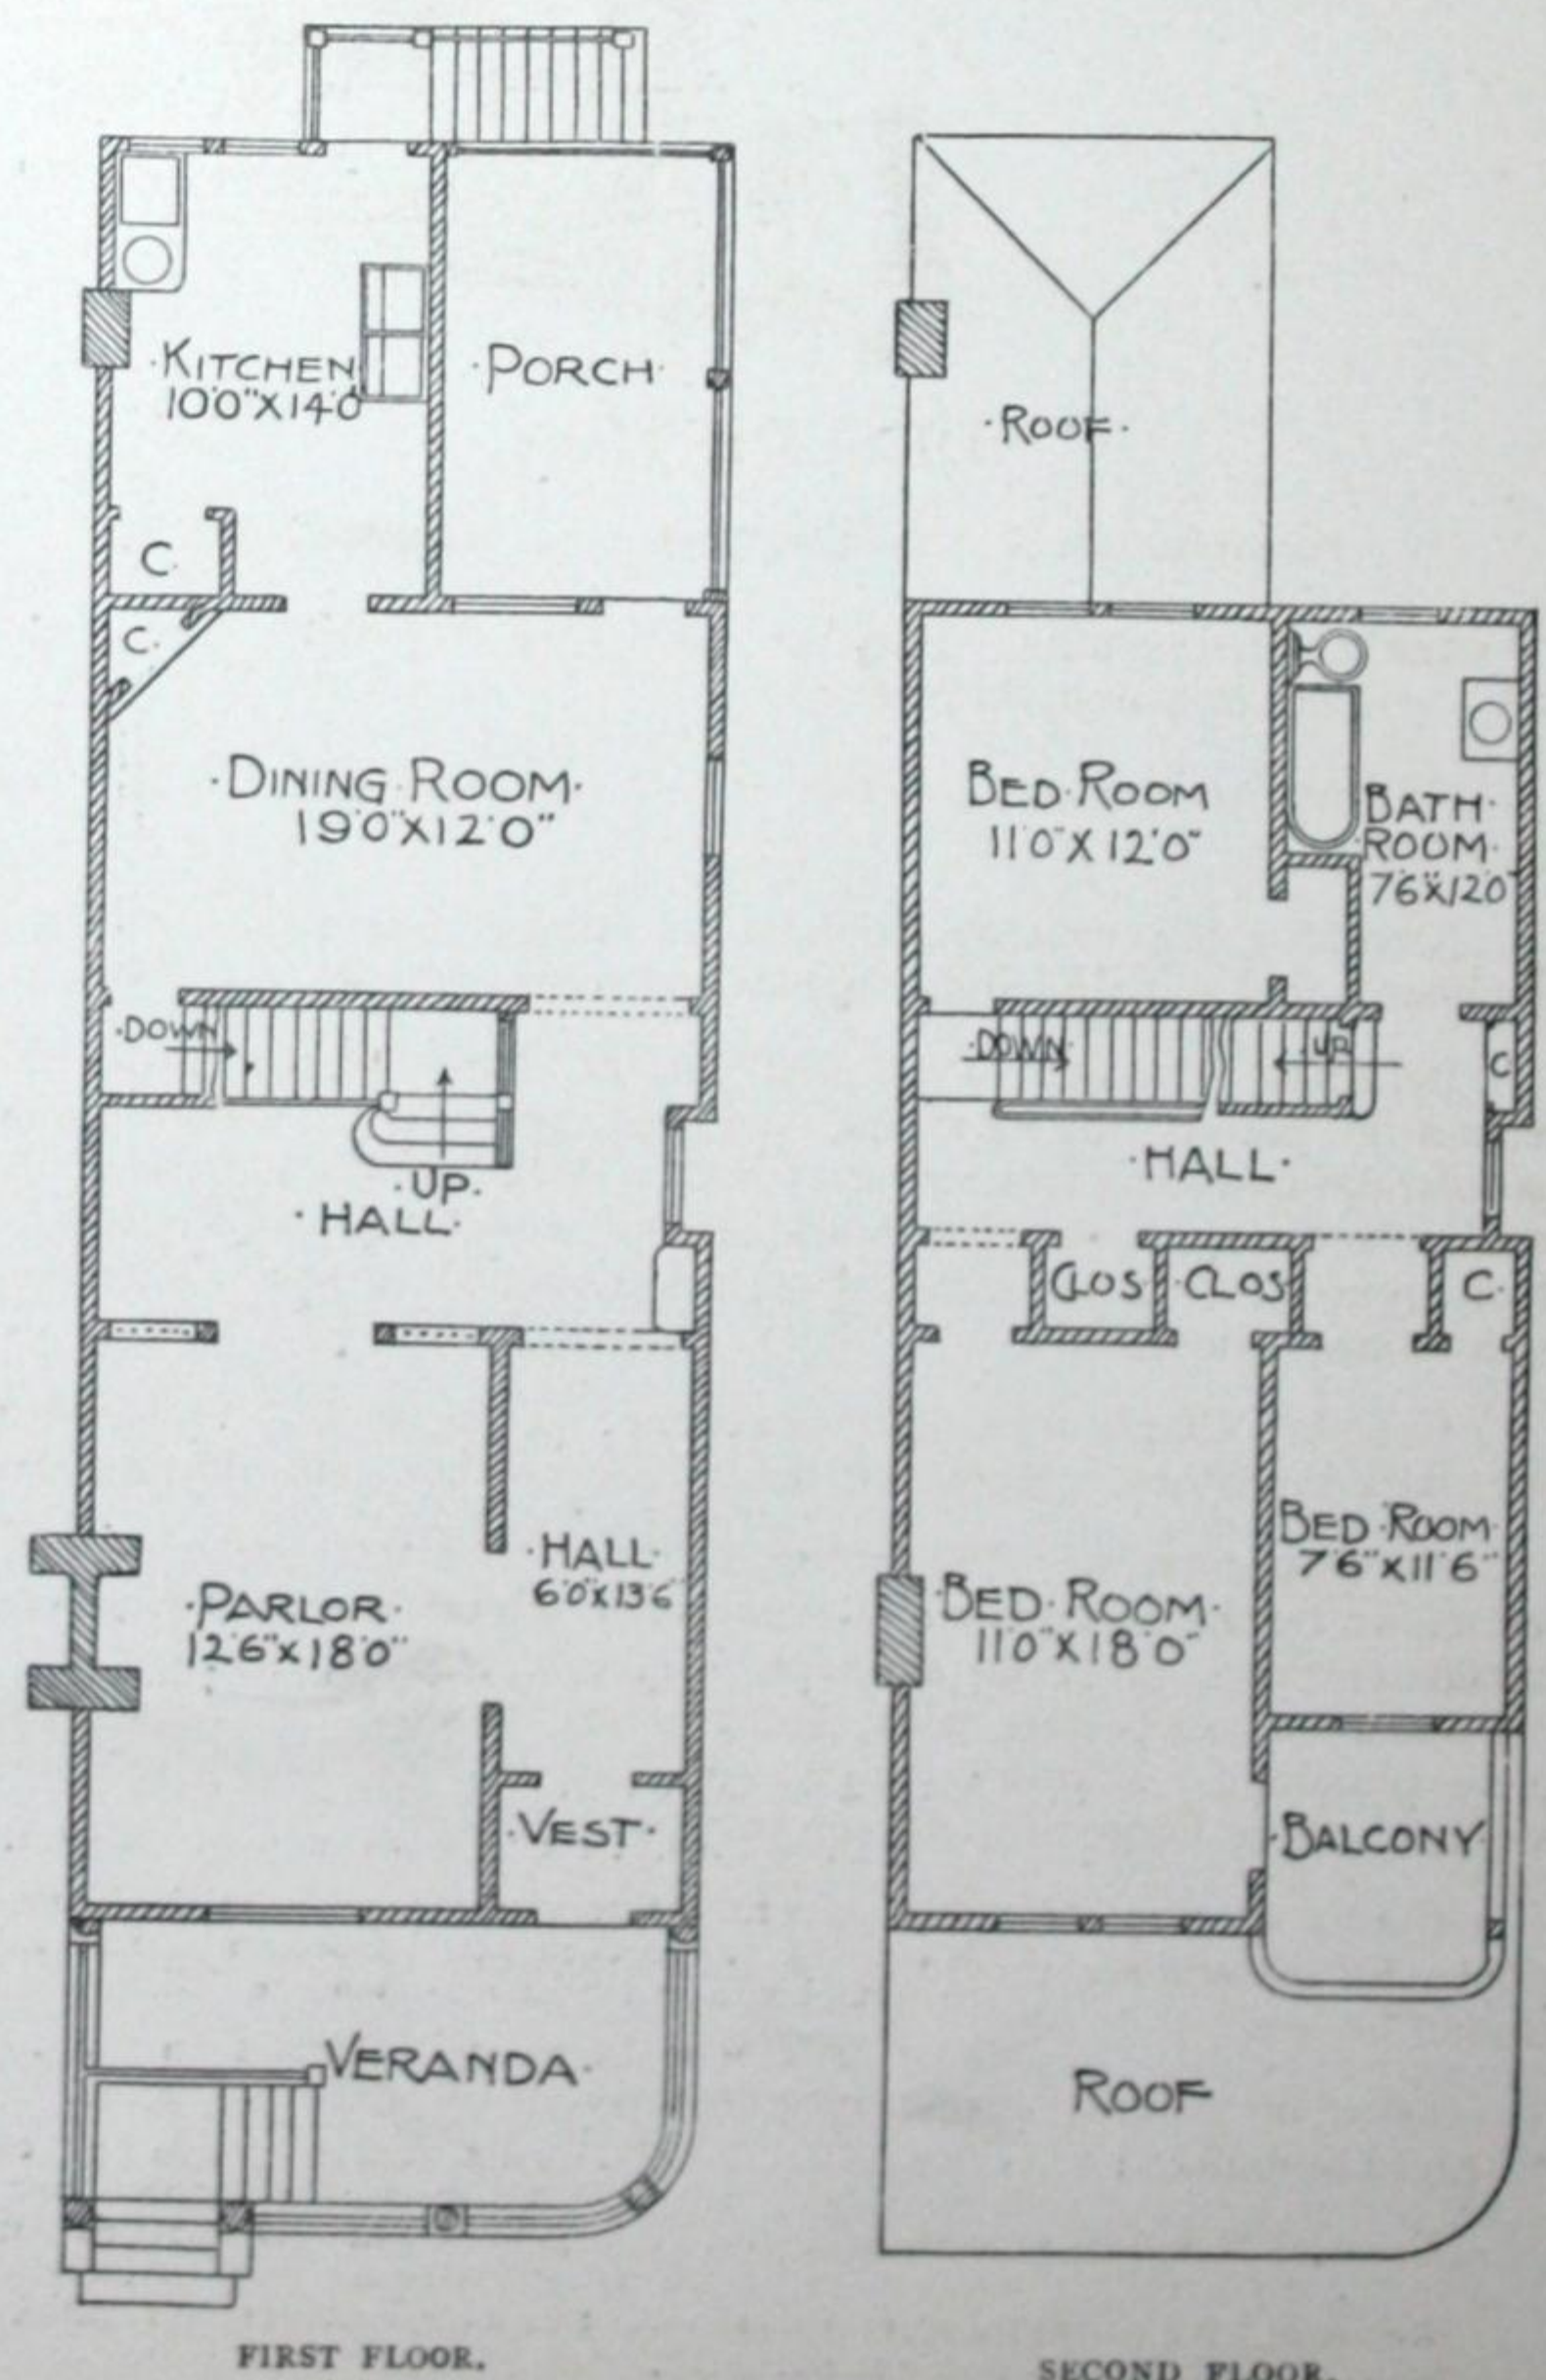 ·KITCHEN
10'0"X14'0
·PORCH·
C.
C.
·DINING·ROOM·
19'0"X12'0"
·DOWN
·UP.
·HALL·
·HALL·
6'0"X13'6
·PARLOR·
12'6"X18'0"
·VEST·
VERANDA·
FIRST FLOOR.
·ROOF·
BED·ROOM
11'0"X12'0"
BATH·
ROOM·
7'6"X12'0
·DOWN·
·UP
C
·HALL·
CLOS·
·CLOS
C.
BED·ROOM·
7'6"X11'6"
·BED·ROOM·
11'0"X18'0"
·BALCONY
ROOF
SECOND FLOOR.